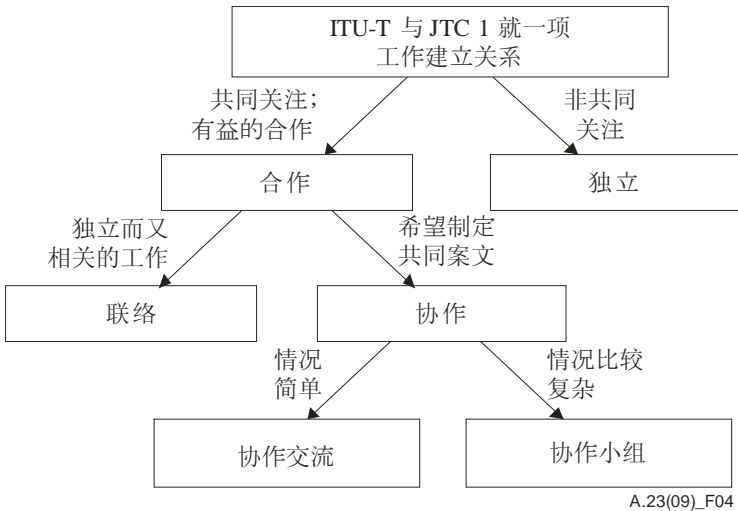 ITU-T 与 JTC 1 就一项
工作建立关系
共同关注；
有益的合作
非共同
关注
合作
独立
独立而又
相关的工作
希望制定
共同案文
联络
协作
情况
简单
情况比较
复杂
协作交流
协作小组
A.23(09)_F04